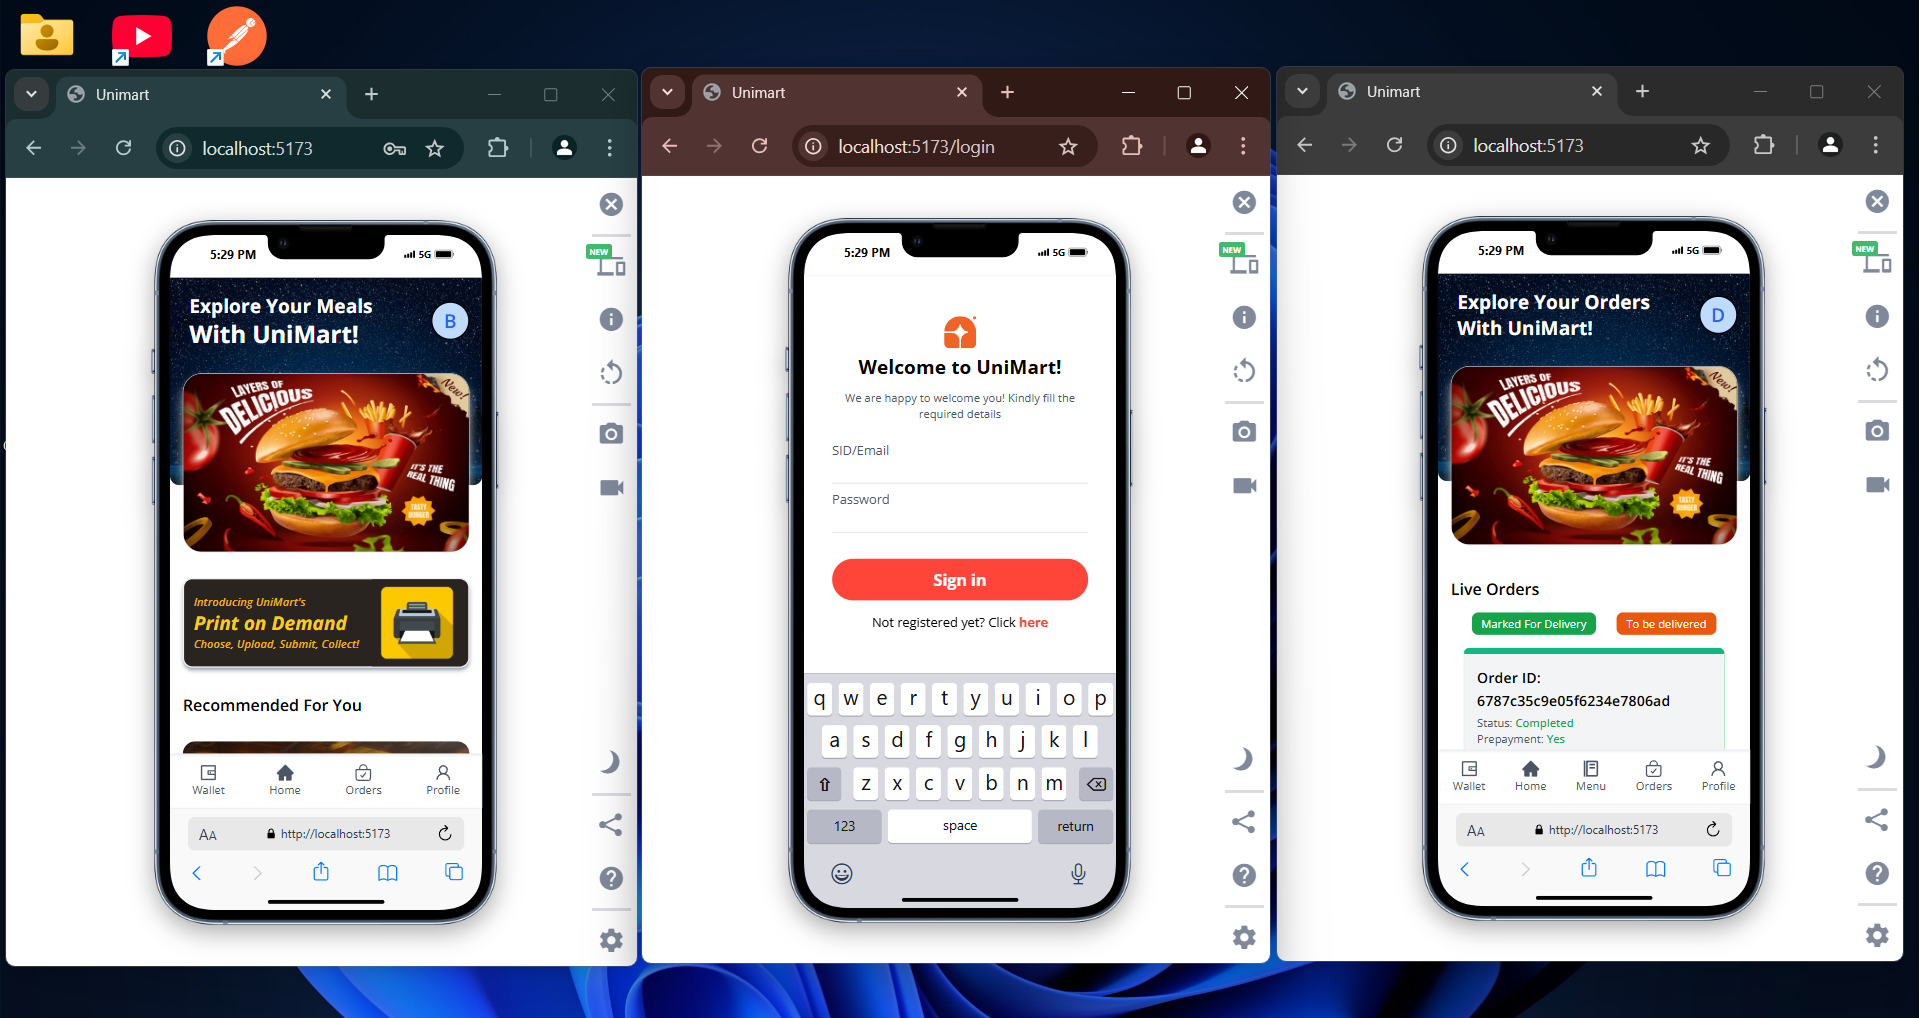 Unimart
localhost:5173
NEW
5:29 PM
5G
Explore Your Meals
With UniMart!
B
LAYERS OF
DELICIOUS
New!
IT'S THE
REAL THING
TASTY
BURGER
Introducing UniMart's
Print on Demand
Choose, Upload, Submit, Collect!
Recommended For You
Wallet
Home
Orders
Profile
AA
http://localhost:5173
Unimart
localhost:5173/login
NEW
5:29 PM
5G
Welcome to UniMart!
We are happy to welcome you! Kindly fill the
required details
SID/Email
Password
Sign in
Not registered yet? Click here
q w e r t y u i o p
a s d f g h j k l
z x c v b n m
123 space return
Unimart
localhost:5173
NEW
5:29 PM
5G
Explore Your Orders
With UniMart!
D
LAYERS OF
DELICIOUS
New!
IT'S THE
REAL THING
TASTY
BURGER
Live Orders
Marked For Delivery
To be delivered
Order ID:
6787c35c9e05f6234e7806ad
Status: Completed
Prepayment: Yes
Wallet
Home
Menu
Orders
Profile
AA
http://localhost:5173